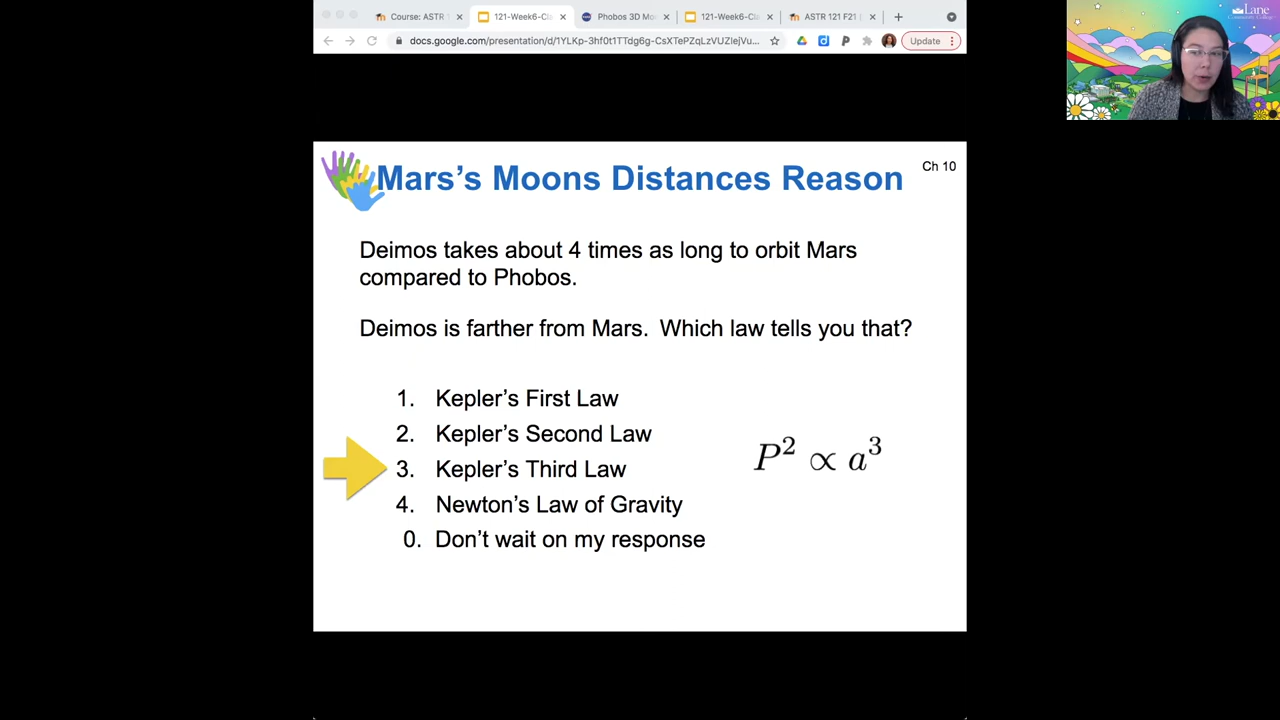 Course: ASTR 1
121-Week6-Cla
Phobos 3D Mo
121-Week6-Cl
ASTR 121 F21
docs.google.com/presentation/d/1YLKp-3hf0t1TTdg6g-CsXTePZqLzVUZIejVu...
Update
Lane
Community College
Mars's Moons Distances Reason
Ch 10
Deimos takes about 4 times as long to orbit Mars
compared to Phobos.
Deimos is farther from Mars. Which law tells you that?
1. Kepler's First Law
2. Kepler's Second Law
3. Kepler's Third Law
4. Newton's Law of Gravity
0. Don't wait on my response
P² ∝ a³